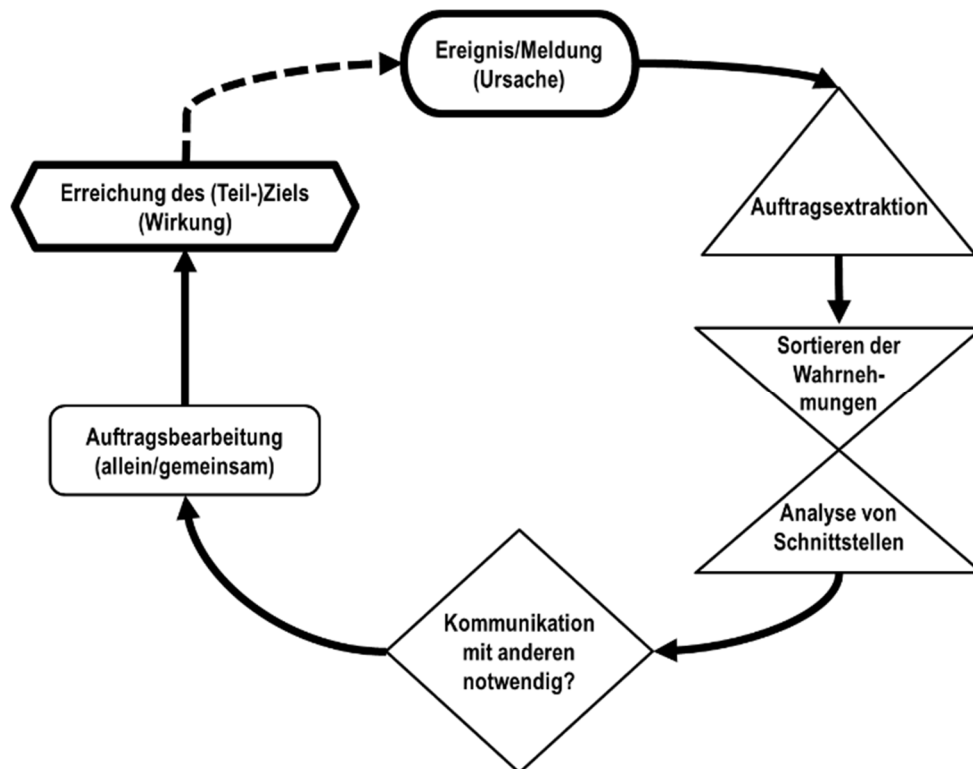 Ereignis/Meldung
(Ursache)
Auftragsextraktion
Sortieren der
Wahrneh-
mungen
Analyse von
Schnittstellen
Kommunikation
mit anderen
notwendig?
Auftragsbearbeitung
(allein/gemeinsam)
Erreichung des (Teil-)Ziels
(Wirkung)